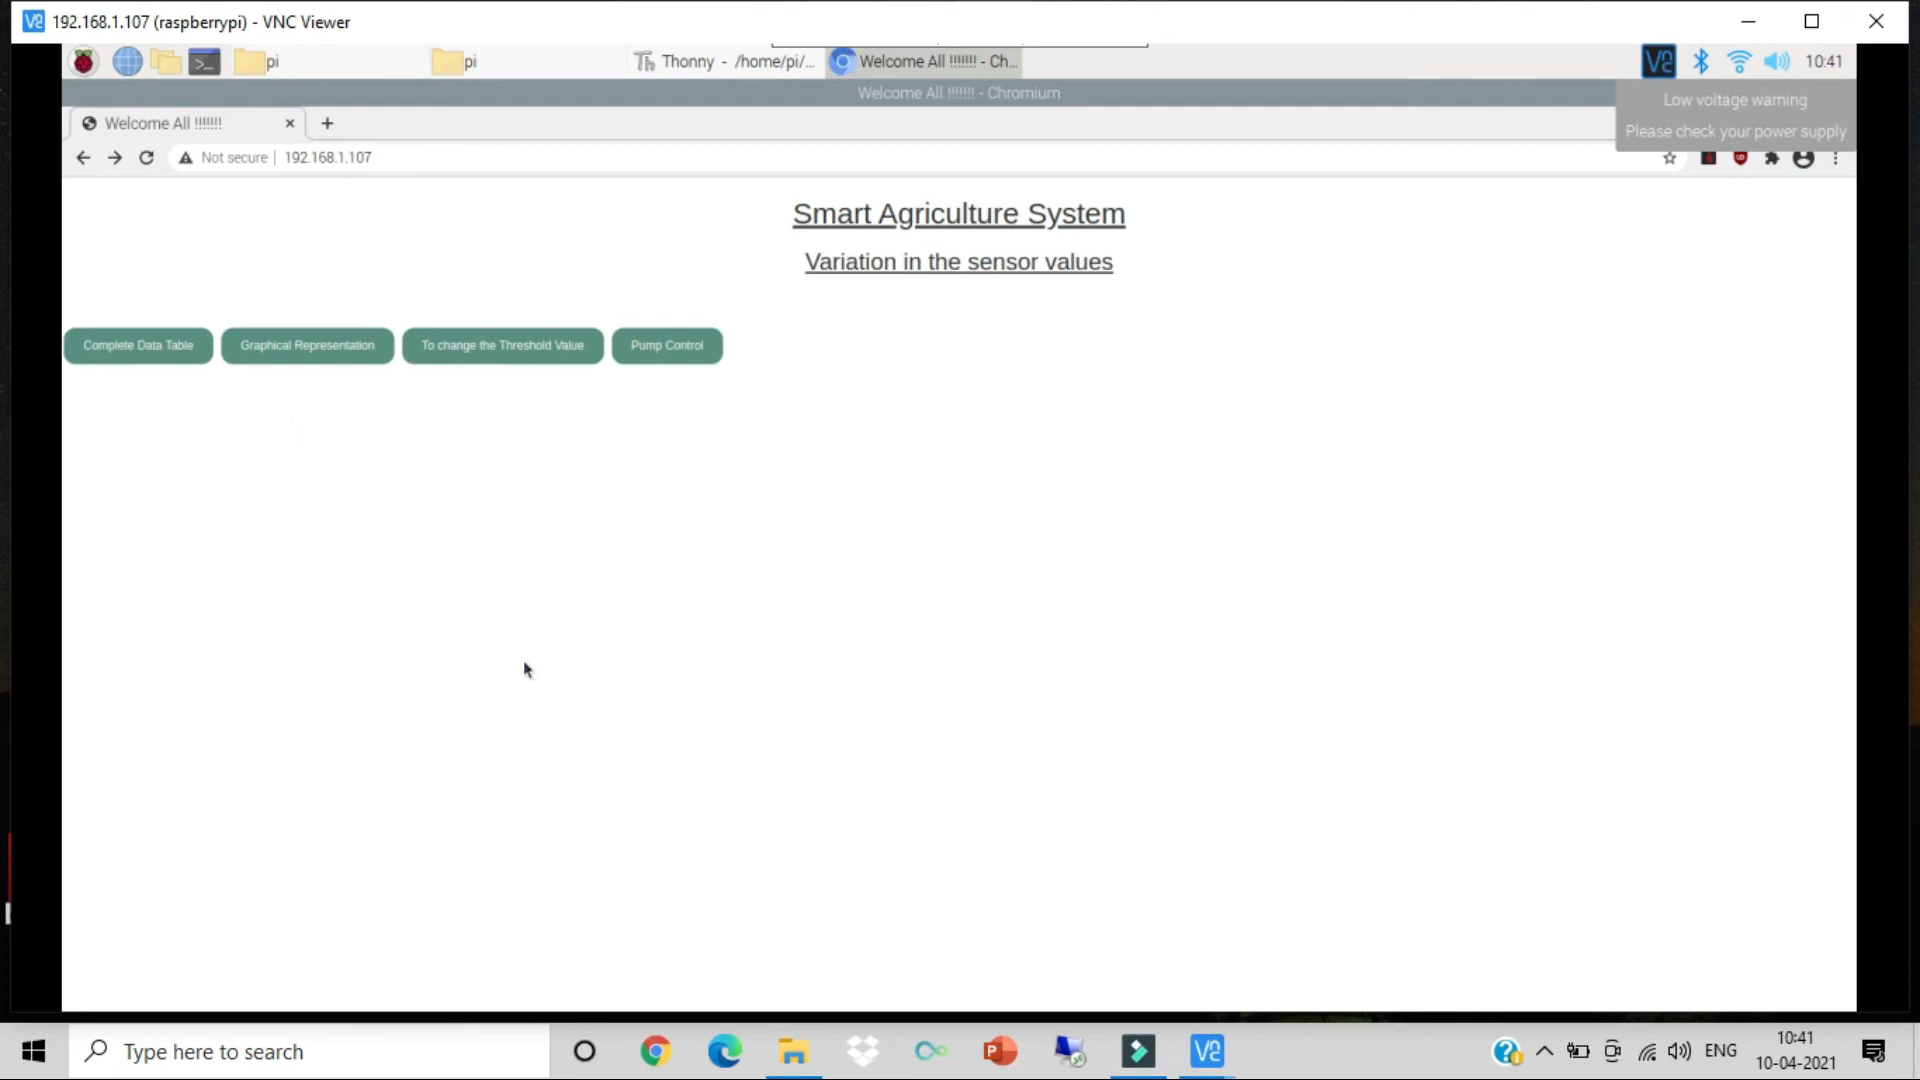 192.168.1.107 (raspberrypi) - VNC Viewer
pi
pi
Thonny - /home/pi/...
Welcome All !!!!!!! - Ch...
10:41
Welcome All !!!!!!! - Chromium
Low voltage warning
Please check your power supply
Welcome All !!!!!!!
Not secure
192.168.1.107
Smart Agriculture System
Variation in the sensor values
Complete Data Table
Graphical Representation
To change the Threshold Value
Pump Control
Type here to search
ENG
10:41
10-04-2021